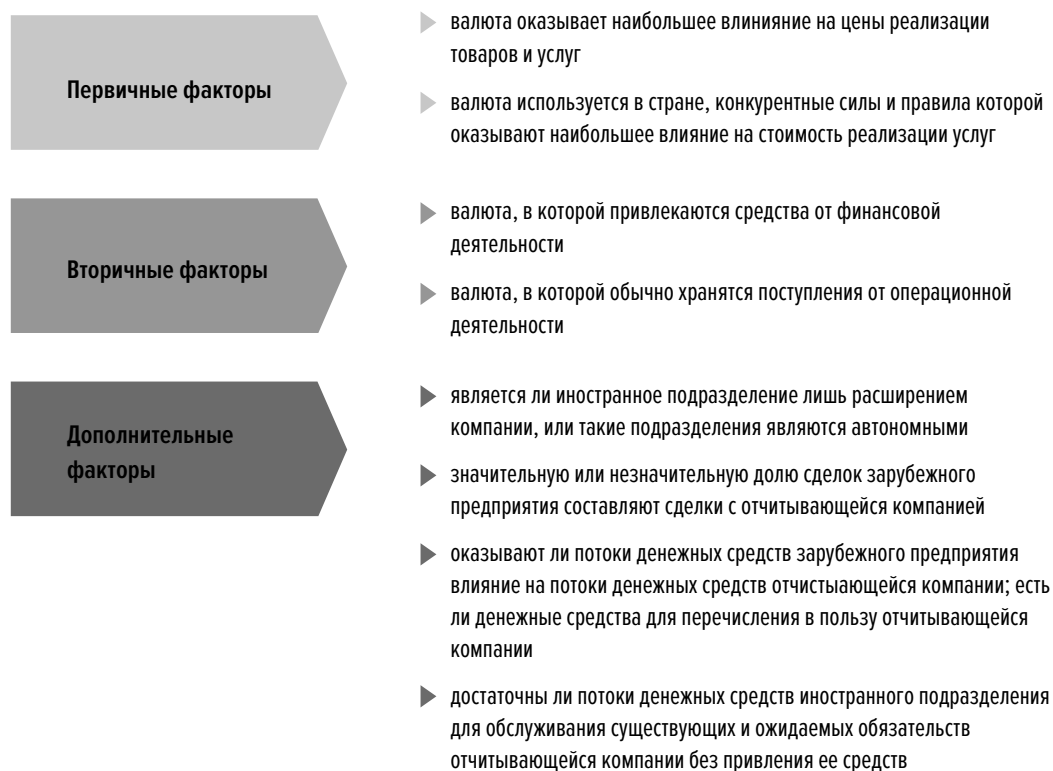 Первичные факторы
валюта оказывает наибольшее влинияние на цены реализации
товаров и услуг
валюта используется в стране, конкурентные силы и правила которой
оказывают наибольшее влияние на стоимость реализации услуг
Вторичные факторы
валюта, в которой привлекаются средства от финансовой
деятельности
валюта, в которой обычно хранятся поступления от операционной
деятельности
Дополнительные
факторы
является ли иностранное подразделение лишь расширением
компании, или такие подразделения являются автономными
значительную или незначительную долю сделок зарубежного
предприятия составляют сделки с отчитывающейся компанией
оказывают ли потоки денежных средств зарубежного предприятия
влияние на потоки денежных средств отчистыающейся компании; есть
ли денежные средства для перечисления в пользу отчитывающейся
компании
достаточны ли потоки денежных средств иностранного подразделения
для обслуживания существующих и ожидаемых обязательств
отчитывающейся компании без привления ее средств